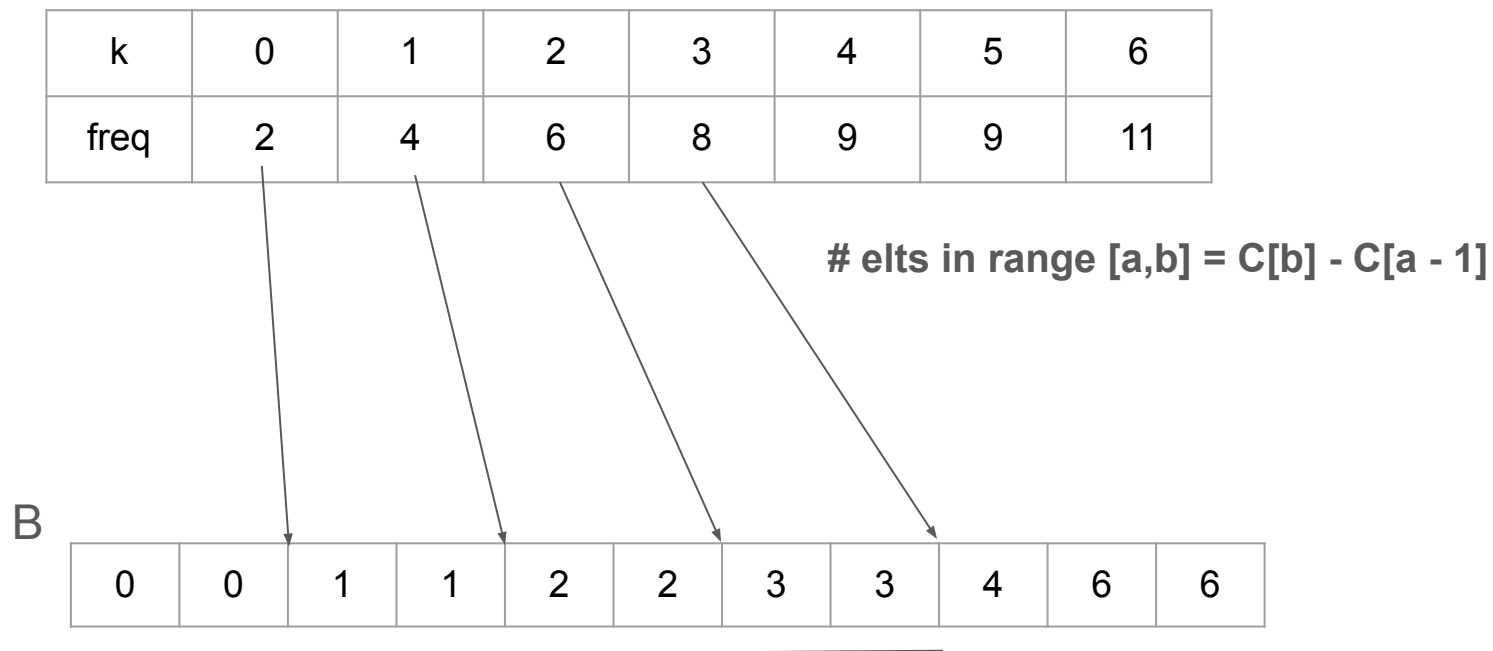 k 0 1 2 3 4 5 6
freq 2 4 6 8 9 9 11
# elts in range [a,b] = C[b] - C[a - 1]
B
0 0 1 1 2 2 3 3 4 6 6